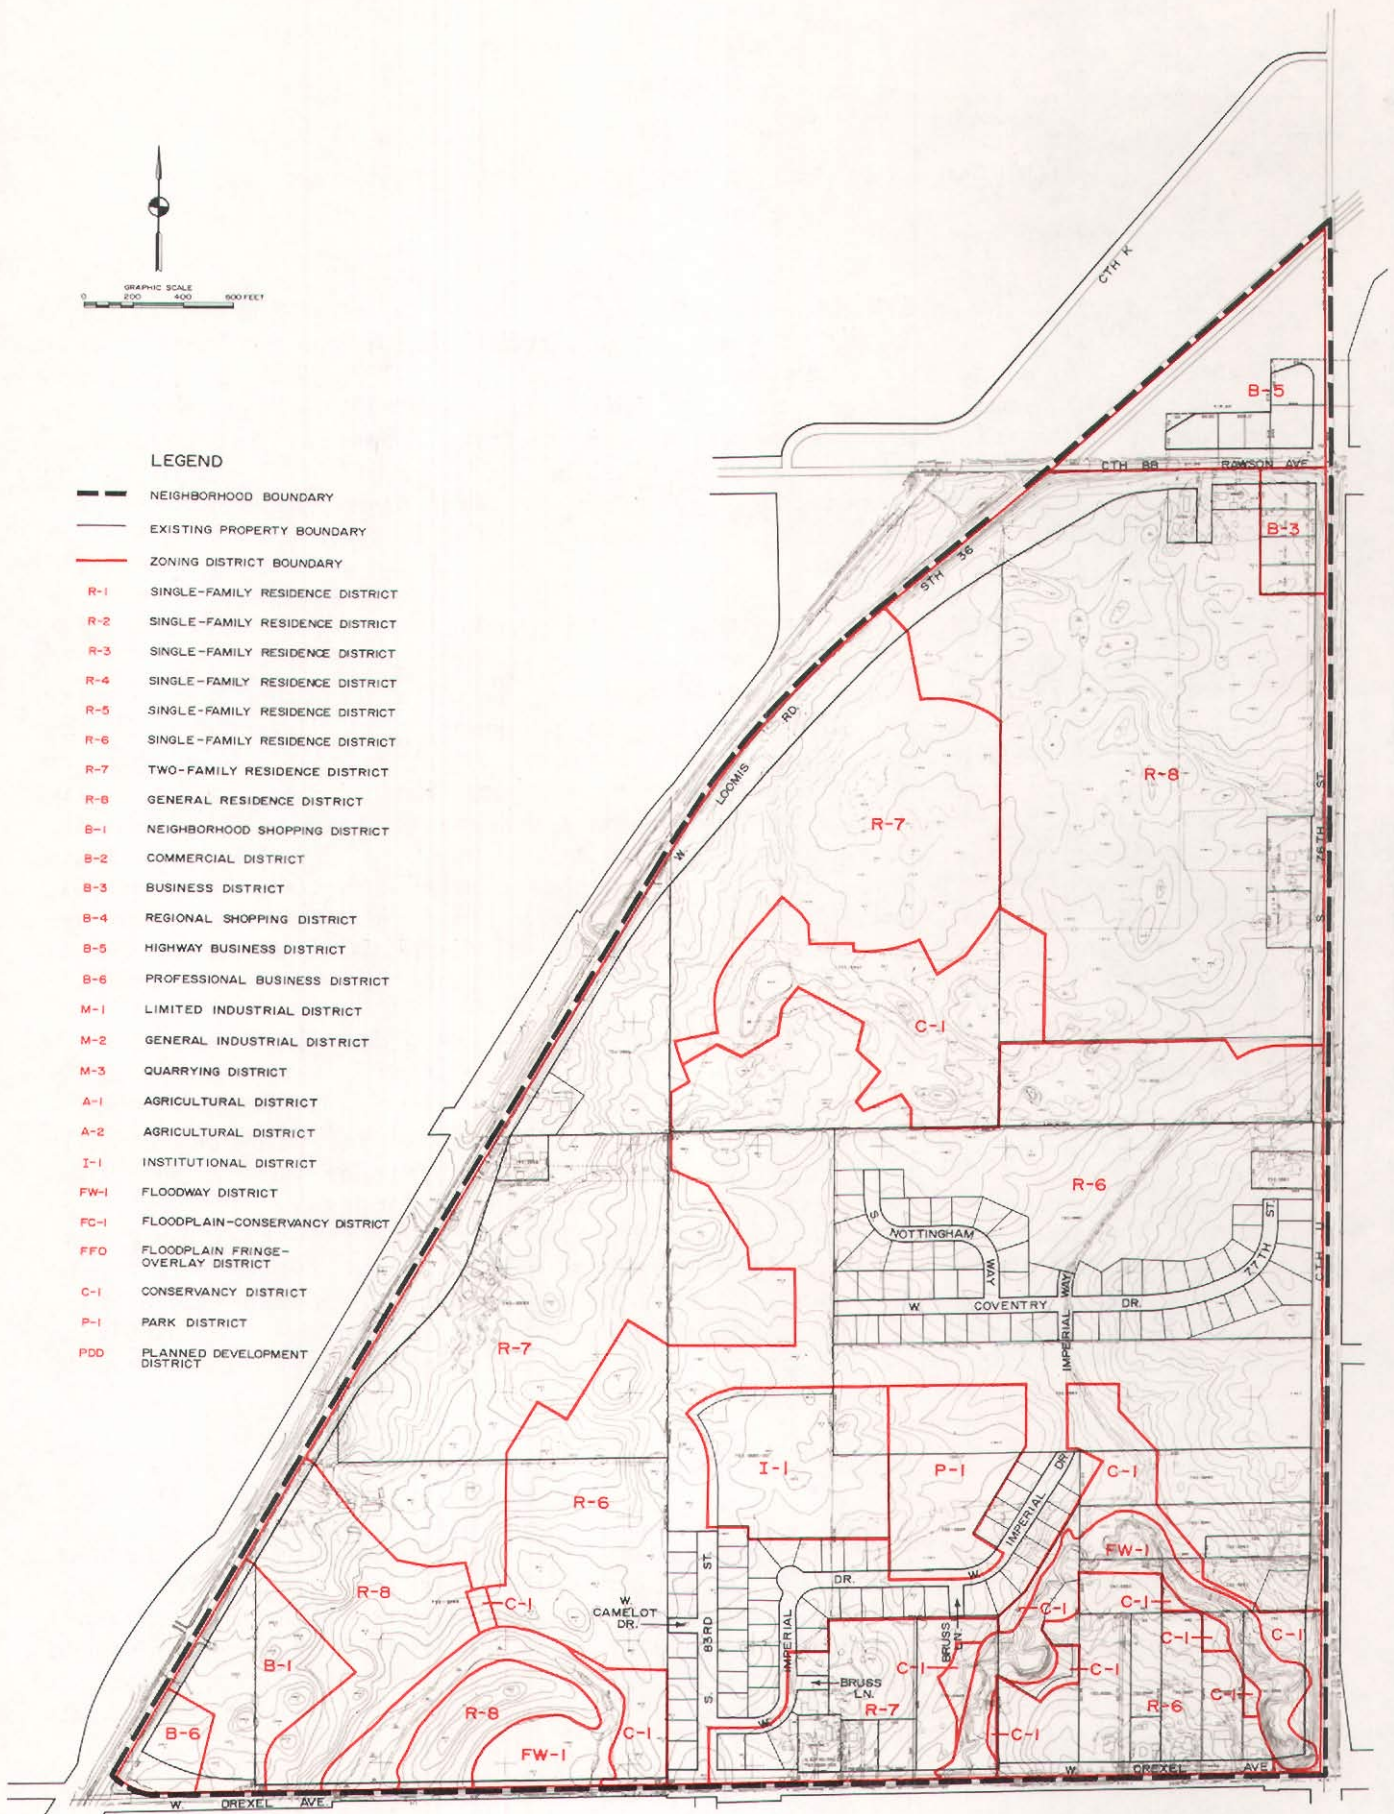 GRAPHIC SCALE
0 200 400 800 FEET
LEGEND
NEIGHBORHOOD BOUNDARY
EXISTING PROPERTY BOUNDARY
ZONING DISTRICT BOUNDARY
R-1 SINGLE-FAMILY RESIDENCE DISTRICT
R-2 SINGLE-FAMILY RESIDENCE DISTRICT
R-3 SINGLE-FAMILY RESIDENCE DISTRICT
R-4 SINGLE-FAMILY RESIDENCE DISTRICT
R-5 SINGLE-FAMILY RESIDENCE DISTRICT
R-6 SINGLE-FAMILY RESIDENCE DISTRICT
R-7 TWO-FAMILY RESIDENCE DISTRICT
R-8 GENERAL RESIDENCE DISTRICT
B-1 NEIGHBORHOOD SHOPPING DISTRICT
B-2 COMMERCIAL DISTRICT
B-3 BUSINESS DISTRICT
B-4 REGIONAL SHOPPING DISTRICT
B-5 HIGHWAY BUSINESS DISTRICT
B-6 PROFESSIONAL BUSINESS DISTRICT
M-1 LIMITED INDUSTRIAL DISTRICT
M-2 GENERAL INDUSTRIAL DISTRICT
M-3 QUARRYING DISTRICT
A-1 AGRICULTURAL DISTRICT
A-2 AGRICULTURAL DISTRICT
I-1 INSTITUTIONAL DISTRICT
FW-1 FLOODWAY DISTRICT
FC-1 FLOODPLAIN-CONSERVANCY DISTRICT
FFO FLOODPLAIN FRINGE-
OVERLAY DISTRICT
C-1 CONSERVANCY DISTRICT
P-1 PARK DISTRICT
PDD PLANNED DEVELOPMENT
DISTRICT
CTH K
B-5
CTH BB RAWSON AVE
B-3
STH 36
W. LOOMIS RD.
R-7
R-8
S. 76TH ST.
C-1
R-6
S NOTTINGHAM WAY
77TH ST.
CTH U
W. COVENTRY DR.
IMPERIAL WAY
R-7
I-1
P-1
C-1
R-6
W. IMPERIAL DR.
FW-1
R-8
C-1
W.
CAMELOT
DR.
S. 83RD ST.
W. IMPERIAL DR.
BRUSS
LN.
C-1
C-1
C-1
C-1
B-1
C-1
C-1
BRUSS
LN.
R-7
C-1
R-6
R-8
C-1
C-1
B-6
FW-1
W. DREXEL AVE.
W. DREXEL AVE